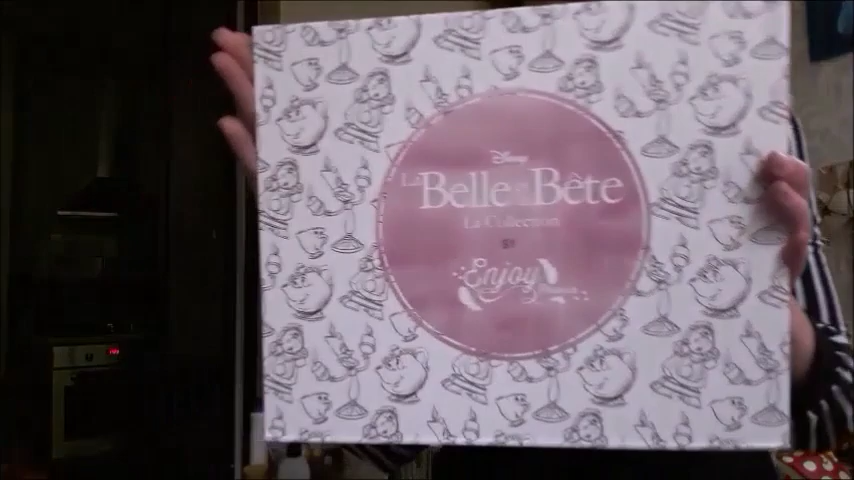 Disney
La Belle et la Bête
La Collection
BY
Enjoy